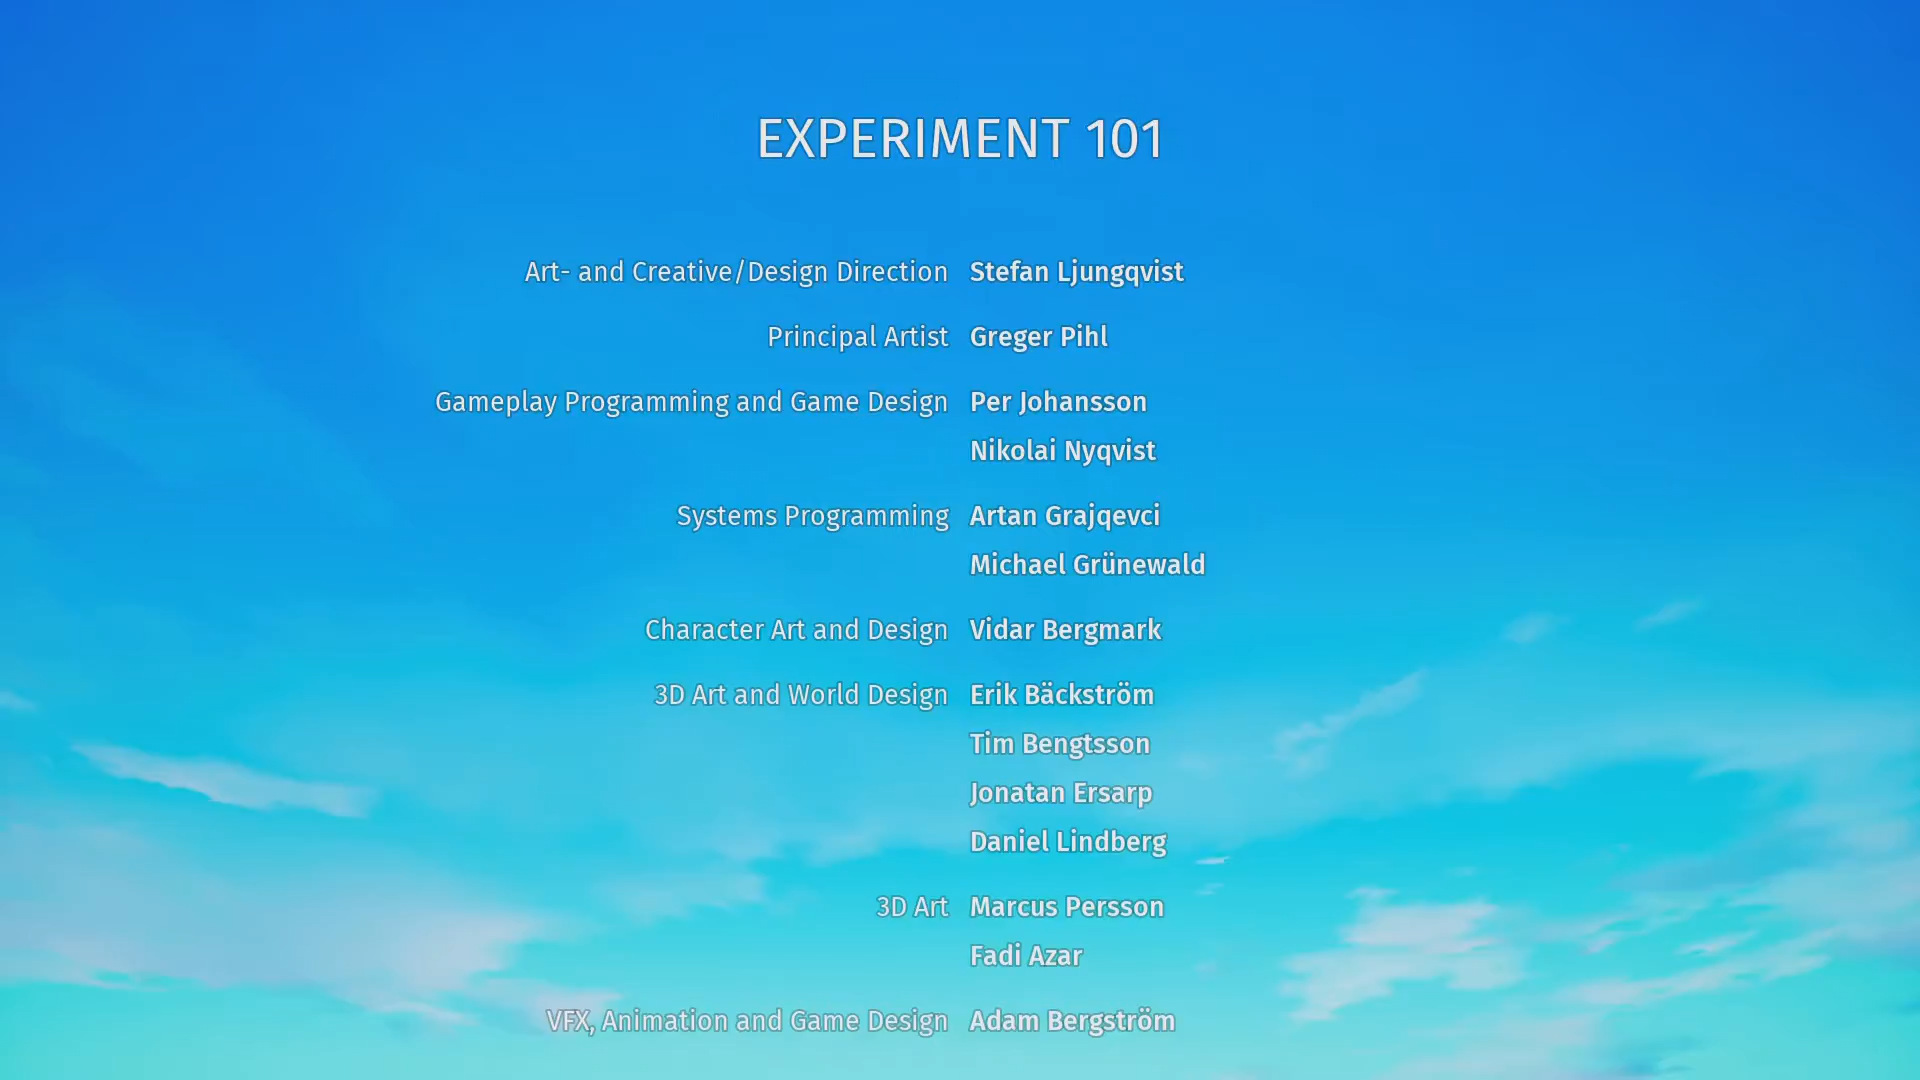 EXPERIMENT 101
Art- and Creative/Design Direction Stefan Ljungqvist
Principal Artist Greger Pihl
Gameplay Programming and Game Design Per Johansson
Nikolai Nyqvist
Systems Programming Artan Grajqevci
Michael Grünewald
Character Art and Design Vidar Bergmark
3D Art and World Design Erik Bäckström
Tim Bengtsson
Jonatan Ersarp
Daniel Lindberg
3D Art Marcus Persson
Fadi Azar
VFX, Animation and Game Design Adam Bergström